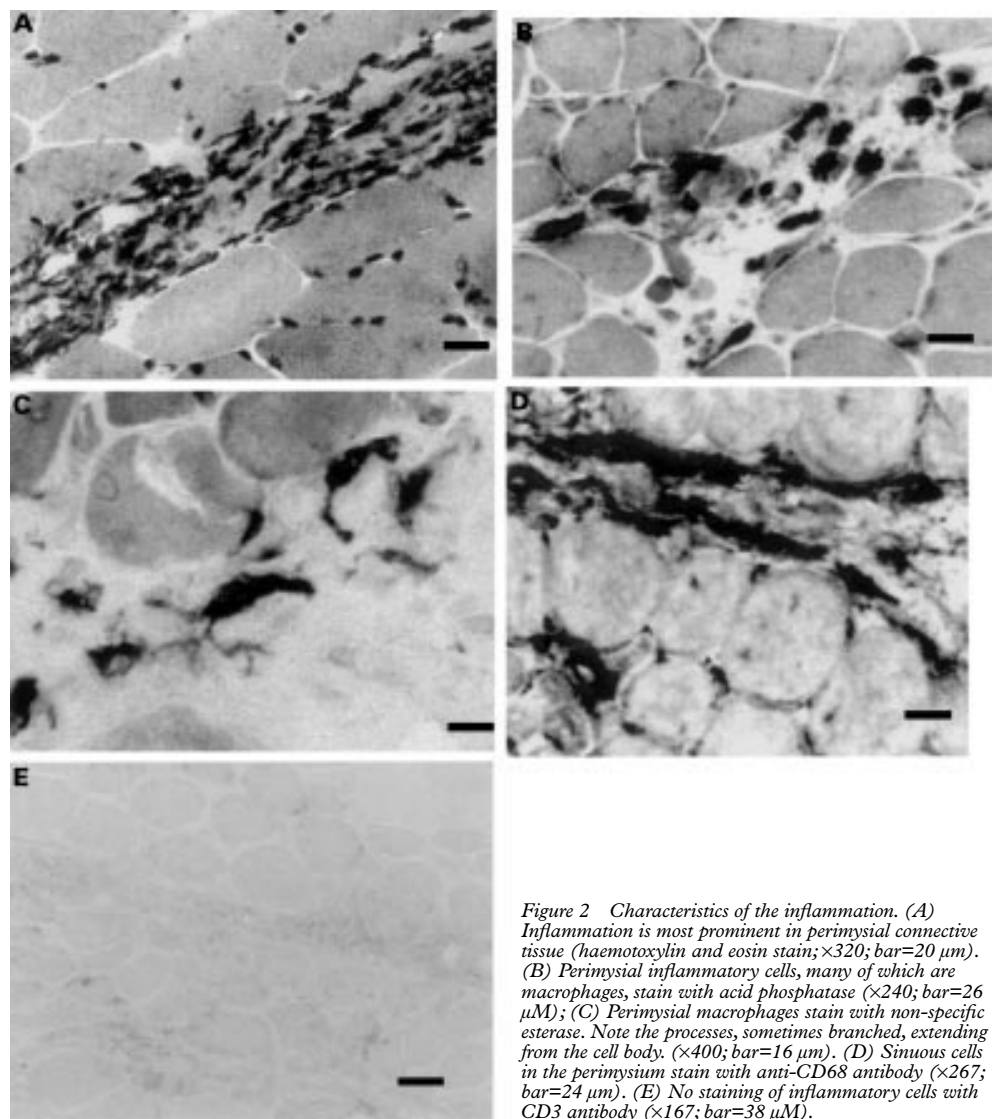 A
B
C
D
E
Figure 2 Characteristics of the inflammation. (A)
Inflammation is most prominent in perimysial connective
tissue (haemotoxylin and eosin stain; ×320; bar=20 μm).
(B) Perimysial inflammatory cells, many of which are
macrophages, stain with acid phosphatase (×240; bar=26
μM); (C) Perimysial macrophages stain with non-specific
esterase. Note the processes, sometimes branched, extending
from the cell body. (×400; bar=16 μm). (D) Sinuous cells
in the perimysium stain with anti-CD68 antibody (×267;
bar=24 μm). (E) No staining of inflammatory cells with
CD3 antibody (×167; bar=38 μM).